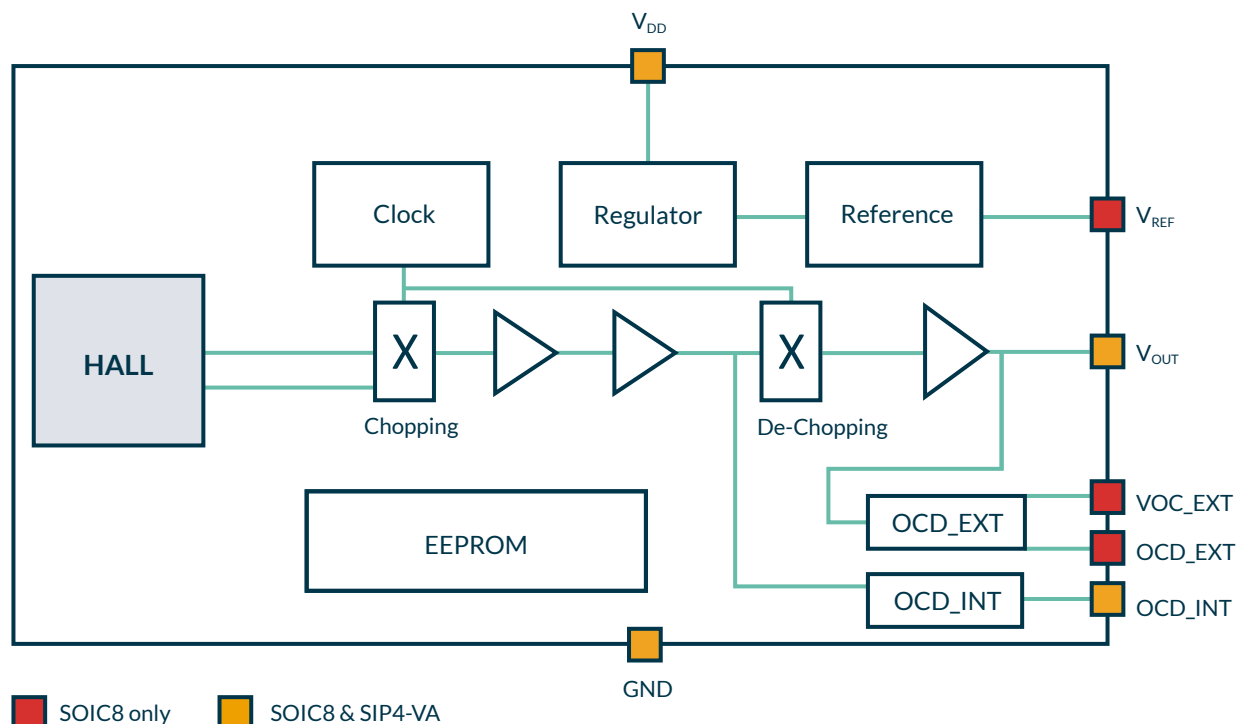 VDD
Clock
Regulator
Reference
VREF
HALL
X
X
VOUT
Chopping
De-Chopping
EEPROM
OCD_EXT
VOC_EXT
OCD_EXT
OCD_INT
OCD_INT
GND
SOIC8 only
SOIC8 & SIP4-VA